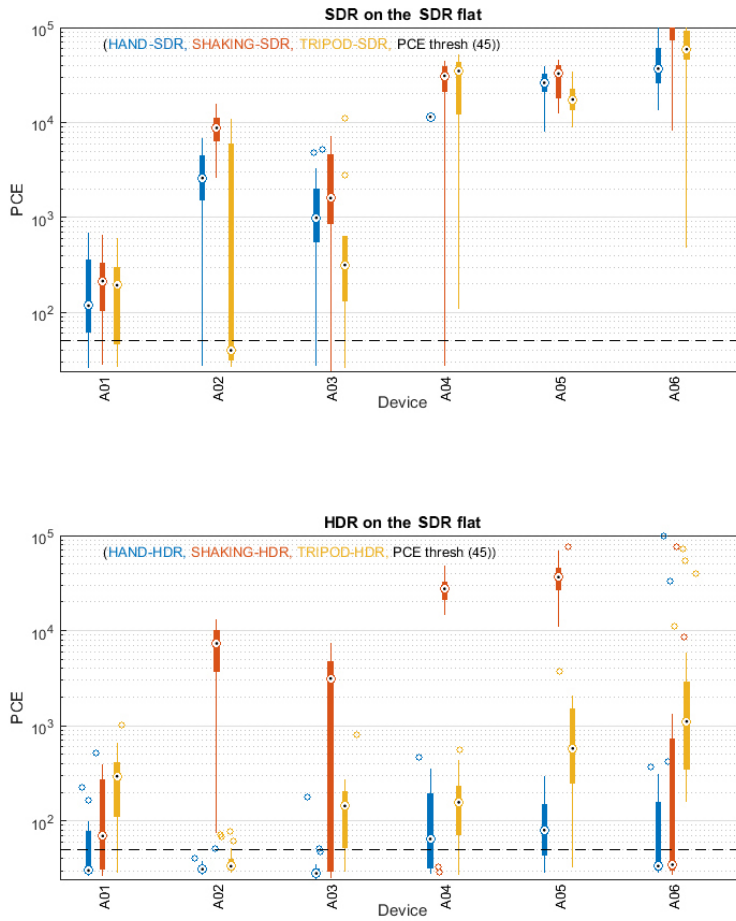 SDR on the SDR flat
(HAND-SDR, SHAKING-SDR, TRIPOD-SDR, PCE thresh (45))
10^5
10^4
10^3
10^2
PCE
A01 A02 A03 A04 A05 A06
Device
HDR on the SDR flat
(HAND-HDR, SHAKING-HDR, TRIPOD-HDR, PCE thresh (45))
10^5
10^4
10^3
10^2
PCE
A01 A02 A03 A04 A05 A06
Device